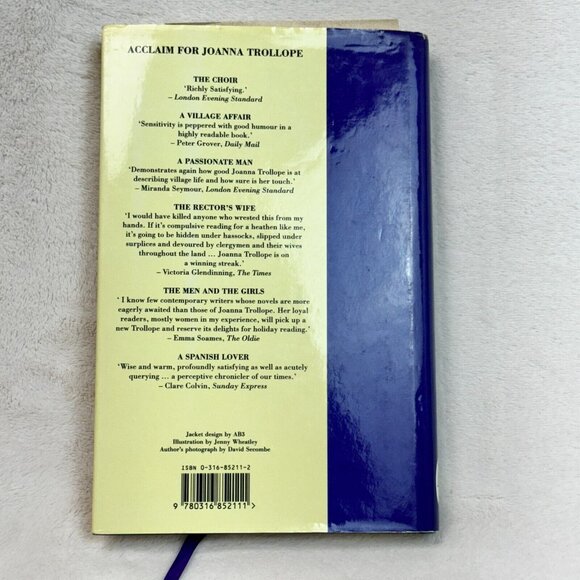 ACCLAIM FOR JOANNA TROLLOPE
THE CHOIR
'Richly Satisfying.'
– London Evening Standard
A VILLAGE AFFAIR
'Sensitivity is peppered with good humour in a
highly readable book.'
– Peter Grover, Daily Mail
A PASSIONATE MAN
'Demonstrates again how good Joanna Trollope is at
describing village life and how sure is her touch.'
– Miranda Seymour, London Evening Standard
THE RECTOR'S WIFE
'I would have killed anyone who wrested this from my
hands. If it's compulsive reading for a heathen like me,
it's going to be hidden under hassocks, slipped under
surplices and devoured by clergymen and their wives
throughout the land ... Joanna Trollope is on
a winning streak.'
– Victoria Glendinning, The Times
THE MEN AND THE GIRLS
' I know few contemporary writers whose novels are more
eagerly awaited than those of Joanna Trollope. Her loyal
readers, mostly women in my experience, will pick up a
new Trollope and reserve its delights for holiday reading.'
– Emma Soames, The Oldie
A SPANISH LOVER
'Wise and warm, profoundly satisfying as well as acutely
querying ... a perceptive chronicler of our times.'
– Clare Colvin, Sunday Express
Jacket design by AB3
Illustration by Jenny Wheatley
Author's photograph by David Secombe
ISBN 0-316-85211-2
9 780316 852111 >